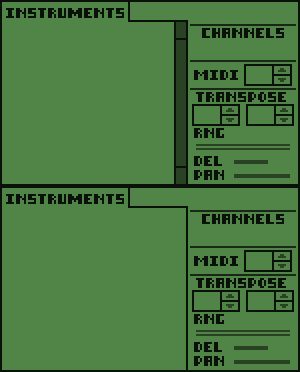 INSTRUMENTS
CHANNELS
MIDI
TRANSPOSE
RNG
DEL
PAN
INSTRUMENTS
CHANNELS
MIDI
TRANSPOSE
RNG
DEL
PAN